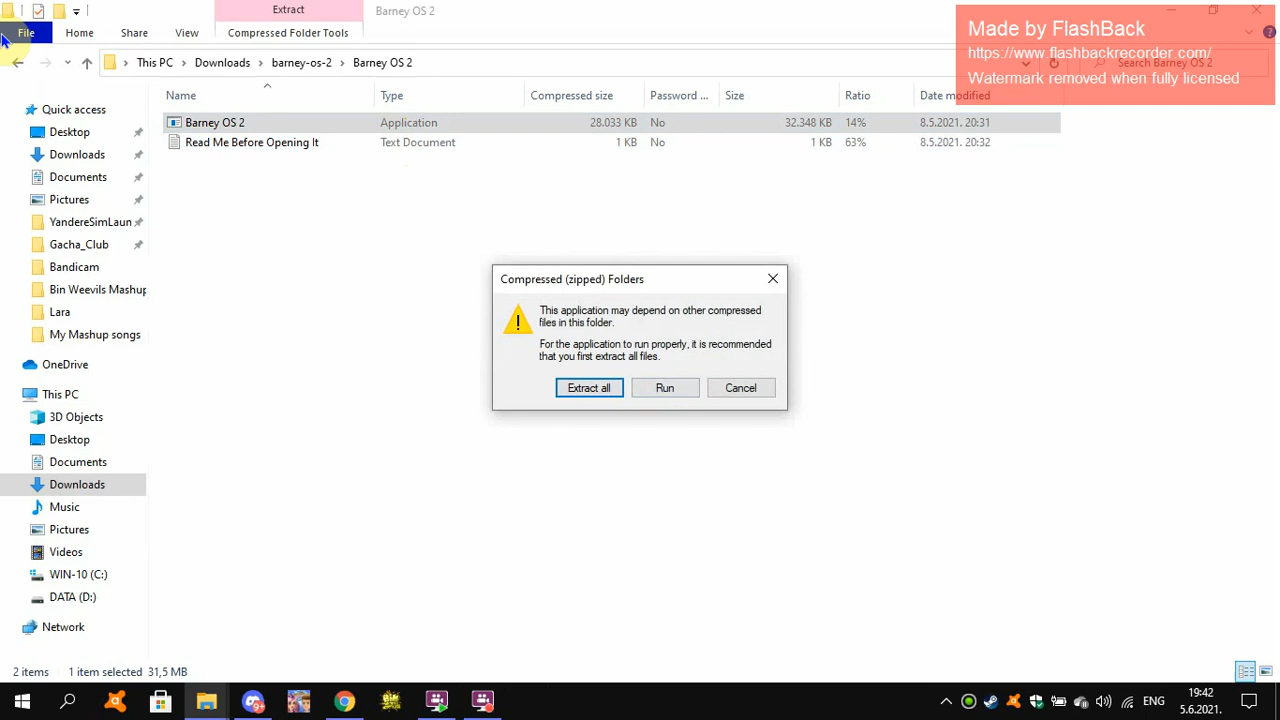 Extract
Barney OS 2
File
Home
Share
View
Compressed Folder Tools
Made by FlashBack
https://www.flashbackrecorder.com/
Watermark removed when fully licensed
This PC
Downloads
barney-os-2
Barney OS 2
Search Barney OS 2
Name
Type
Compressed size
Password ...
Size
Ratio
Date modified
Barney OS 2
Application
28.033 KB
No
32.348 KB
14%
8.5.2021. 20:31
Read Me Before Opening It
Text Document
1 KB
No
1 KB
63%
8.5.2021. 20:32
Quick access
Desktop
Downloads
Documents
Pictures
YandereSimLaun
Gacha_Club
Bandicam
Bin Weevils Mashup
Lara
My Mashup songs
OneDrive
This PC
3D Objects
Desktop
Documents
Downloads
Music
Pictures
Videos
WIN-10 (C:)
DATA (D:)
Network
Compressed (zipped) Folders
This application may depend on other compressed
files in this folder.
For the application to run properly, it is recommended
that you first extract all files.
Extract all
Run
Cancel
2 items
1 item selected 31,5 MB
ENG
19:42
5.6.2021.